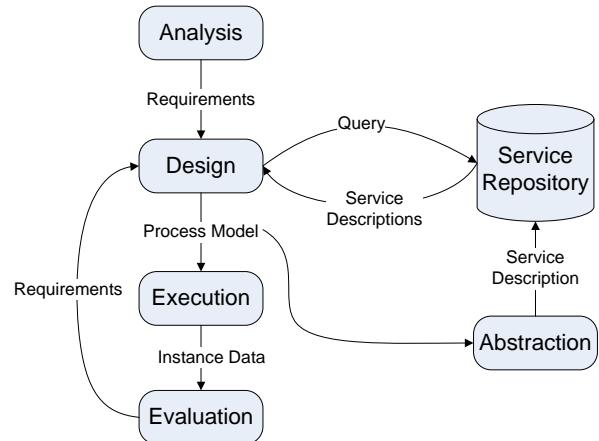 Analysis
Requirements
Query
Design
Service
Repository
Service
Descriptions
Process Model
Service
Description
Requirements
Execution
Instance Data
Abstraction
Evaluation